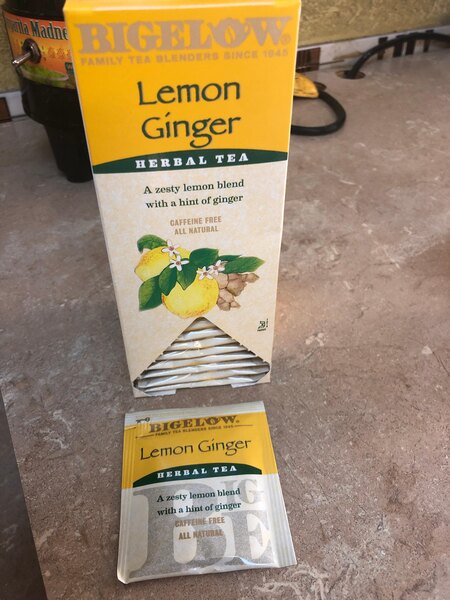 BIGELOW®
FAMILY TEA BLENDERS SINCE 1945
Lemon
Ginger
HERBAL TEA
A zesty lemon blend
with a hint of ginger
CAFFEINE FREE
ALL NATURAL
BIGELOW®
FAMILY TEA BLENDERS SINCE 1945
Lemon Ginger
HERBAL TEA
A zesty lemon blend
with a hint of ginger
CAFFEINE FREE
ALL NATURAL
BIG
BE